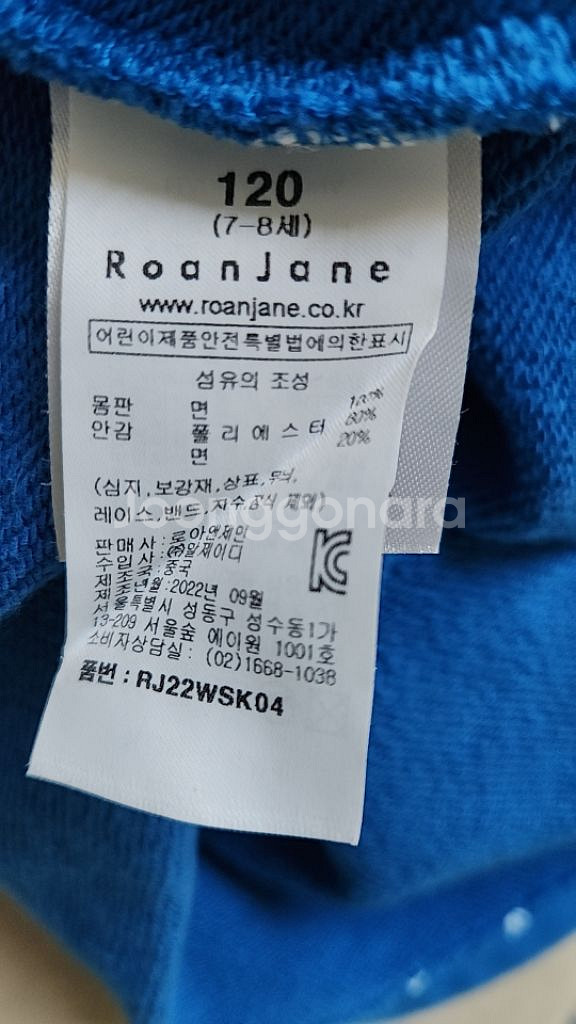 120
(7-8세)
RoanJane
www.roanjane.co.kr
어린이제품안전특별법에의한표시
섬유의 조성
몸판 면 100%
안감 폴리에스터 80%
면 20%
(심지,보강재,상표,무늬,
레이스,밴드,자수,장식 제외)
joonggonara
판매사 : 로아앤제인
수입사 : ㈜알제이디
제조국 : 중국
제조년월 : 2022년 09월
서울특별시 성동구 성수동1가
13-209 서울숲 에이원 1001호
소비자상담실 : (02)1668-1038
품번 : RJ22WSK04